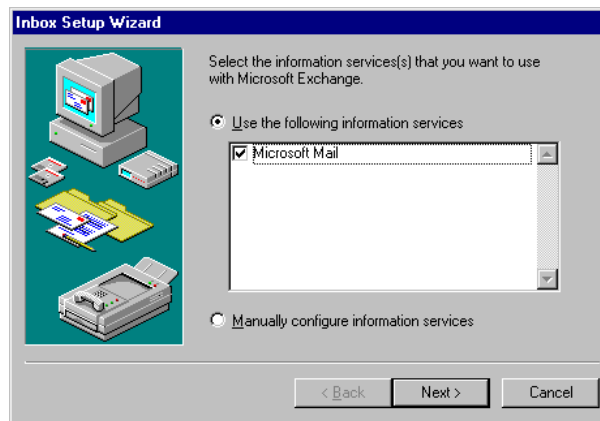 Inbox Setup Wizard
Select the information services(s) that you want to use
with Microsoft Exchange.
Use the following information services
Microsoft Mail
Manually configure information services
< Back
Next >
Cancel